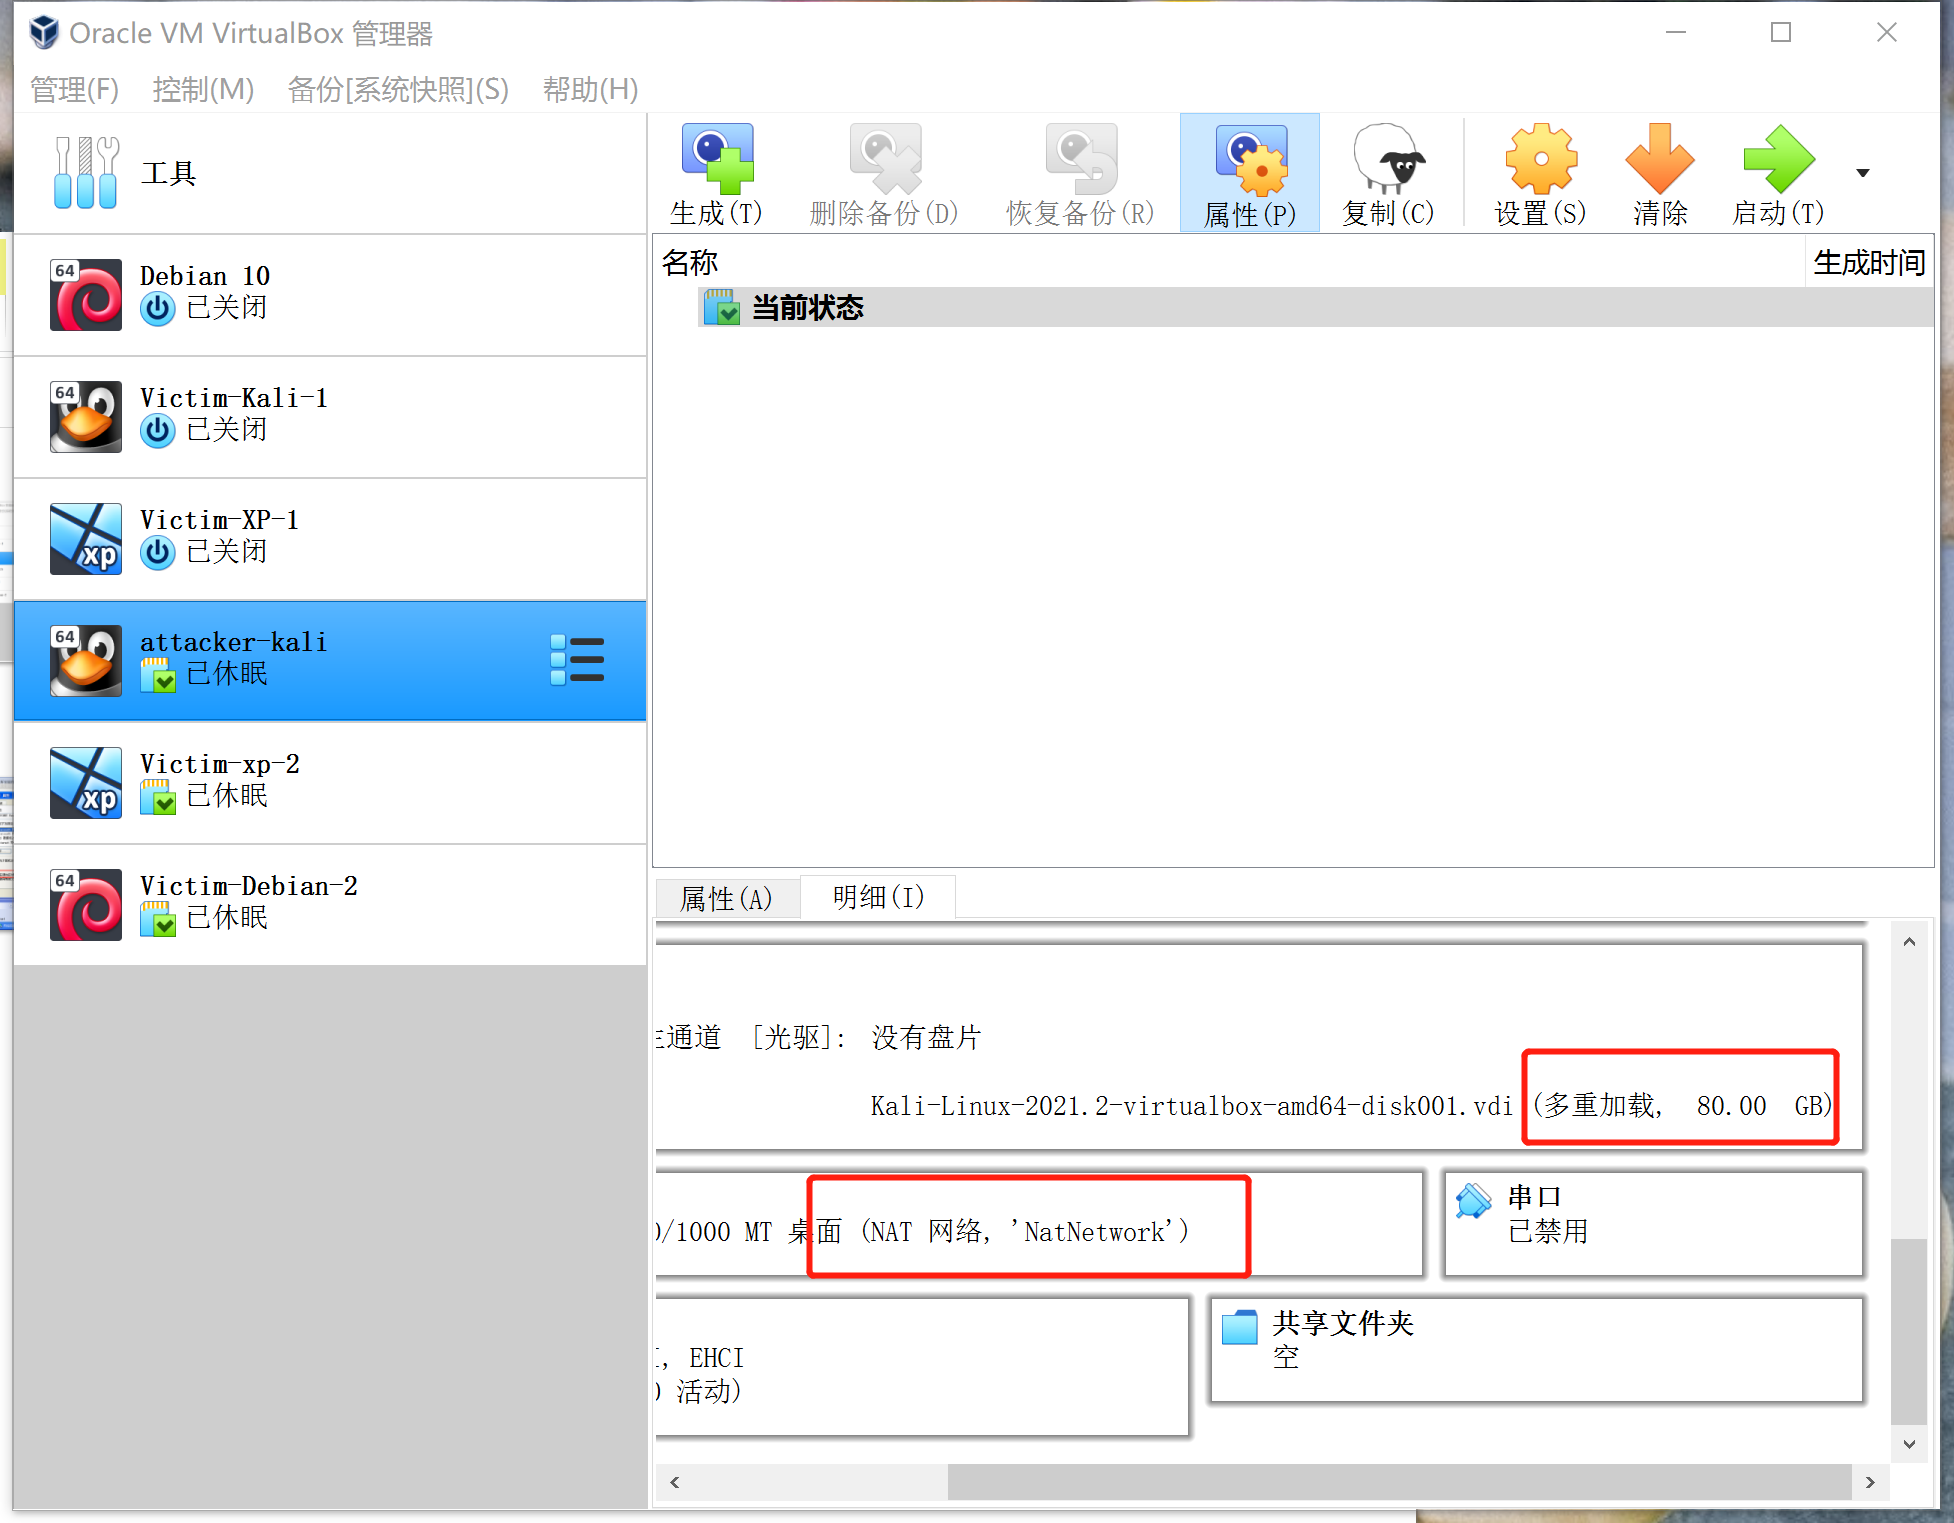 Oracle VM VirtualBox 管理器
管理(F) 控制(M) 备份[系统快照](S) 帮助(H)
工具
生成(T) 删除备份(D) 恢复备份(R) 属性(P) 复制(C) 设置(S) 清除 启动(T)
名称 生成时间
当前状态
64
Debian 10
已关闭
64
Victim-Kali-1
已关闭
xp
Victim-XP-1
已关闭
64
attacker-kali
已休眠
xp
Victim-xp-2
已休眠
64
Victim-Debian-2
已休眠
属性(A) 明细(I)
主通道 [光驱]: 没有盘片
Kali-Linux-2021.2-virtualbox-amd64-disk001.vdi (多重加载, 80.00 GB)
0/1000 MT 桌面 (NAT 网络, 'NatNetwork')
串口
已禁用
, EHCI
0 活动)
共享文件夹
空